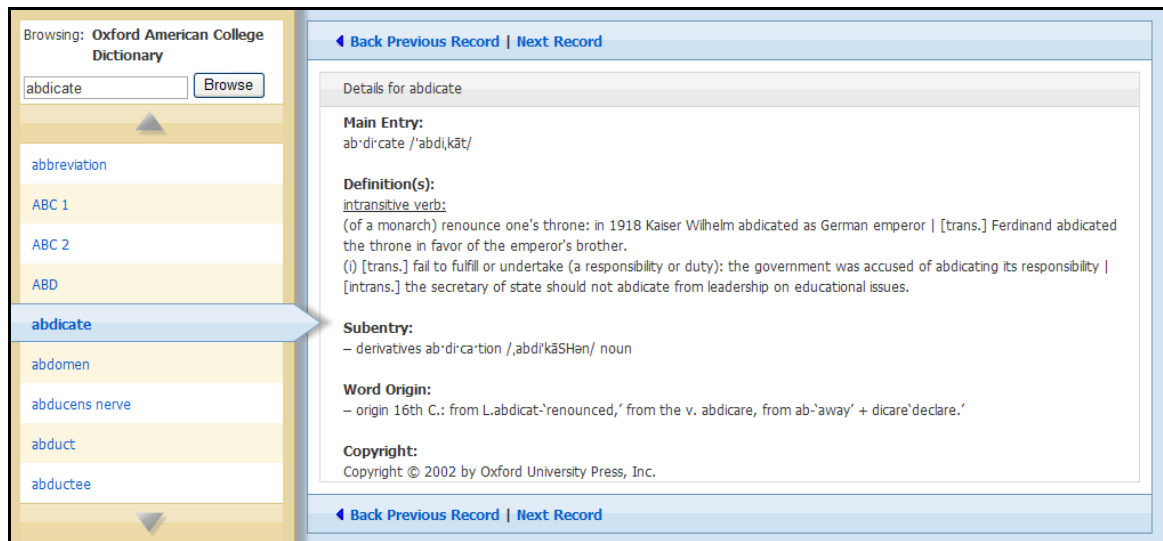 Browsing: Oxford American College
Dictionary
abdicate Browse
abbreviation
ABC 1
ABC 2
ABD
abdicate
abdomen
abducens nerve
abduct
abductee
Back Previous Record | Next Record
Details for abdicate
Main Entry:
ab·di·cate /'abdi,kāt/
Definition(s):
intransitive verb:
(of a monarch) renounce one's throne: in 1918 Kaiser Wilhelm abdicated as German emperor | [trans.] Ferdinand abdicated
the throne in favor of the emperor's brother.
(i) [trans.] fail to fulfill or undertake (a responsibility or duty): the government was accused of abdicating its responsibility |
[intrans.] the secretary of state should not abdicate from leadership on educational issues.
Subentry:
– derivatives ab·di·ca·tion /,abdi'kāSHən/ noun
Word Origin:
– origin 16th C.: from L.abdicat-‘renounced,’ from the v. abdicare, from ab-‘away’ + dicare‘declare.’
Copyright:
Copyright © 2002 by Oxford University Press, Inc.
Back Previous Record | Next Record